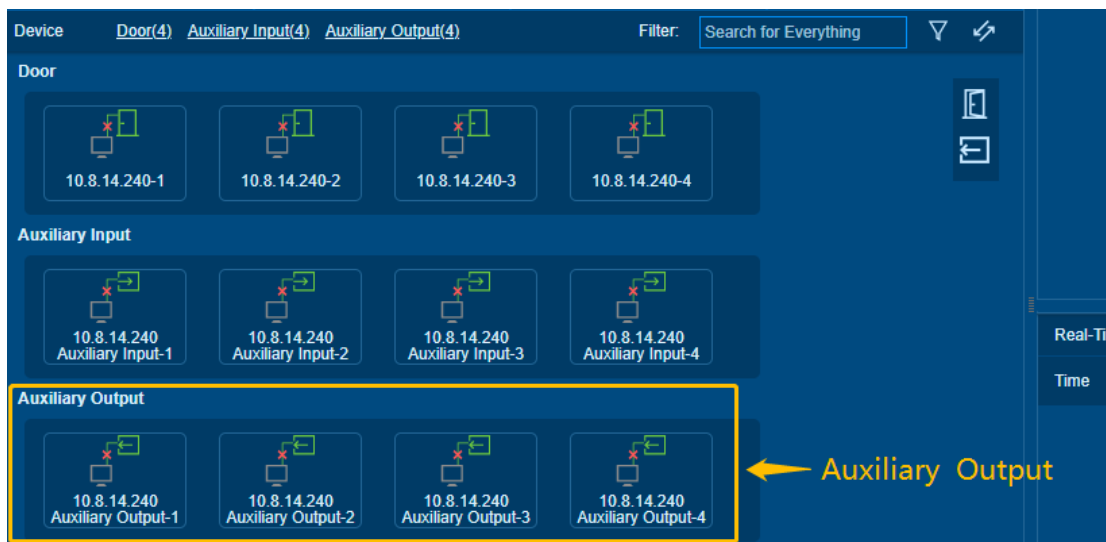 Device Door(4) Auxiliary Input(4) Auxiliary Output(4) Filter: Search for Everything
Door
10.8.14.240-1 10.8.14.240-2 10.8.14.240-3 10.8.14.240-4
Auxiliary Input
10.8.14.240 10.8.14.240 10.8.14.240 10.8.14.240
Auxiliary Input-1 Auxiliary Input-2 Auxiliary Input-3 Auxiliary Input-4
Real-Ti
Time
Auxiliary Output
10.8.14.240 10.8.14.240 10.8.14.240 10.8.14.240
Auxiliary Output-1 Auxiliary Output-2 Auxiliary Output-3 Auxiliary Output-4
Auxiliary Output